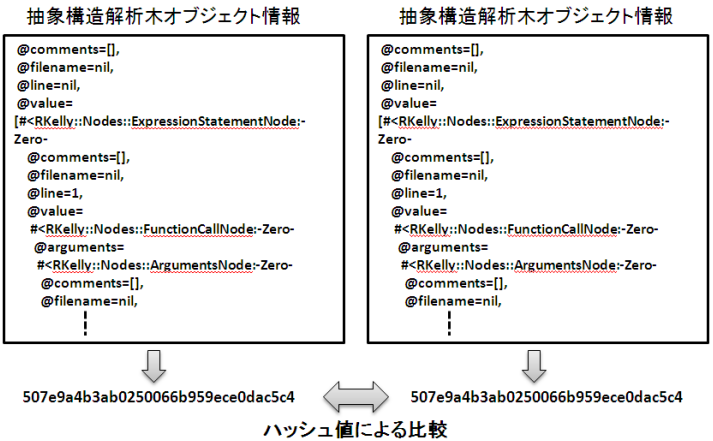 抽象構造解析木オブジェクト情報
@comments=[],
@filename=nil,
@line=nil,
@value=
[#<RKelly::Nodes::ExpressionStatementNode:-
Zero-
@comments=[],
@filename=nil,
@line=1,
@value=
#<RKelly::Nodes::FunctionCallNode:-Zero-
@arguments=
#<RKelly::Nodes::ArgumentsNode:-Zero-
@comments=[],
@filename=nil,
507e9a4b3ab0250066b959ece0dac5c4
抽象構造解析木オブジェクト情報
@comments=[],
@filename=nil,
@line=nil,
@value=
[#<RKelly::Nodes::ExpressionStatementNode:-
Zero-
@comments=[],
@filename=nil,
@line=1,
@value=
#<RKelly::Nodes::FunctionCallNode:-Zero-
@arguments=
#<RKelly::Nodes::ArgumentsNode:-Zero-
@comments=[],
@filename=nil,
507e9a4b3ab0250066b959ece0dac5c4
ハッシュ値による比較